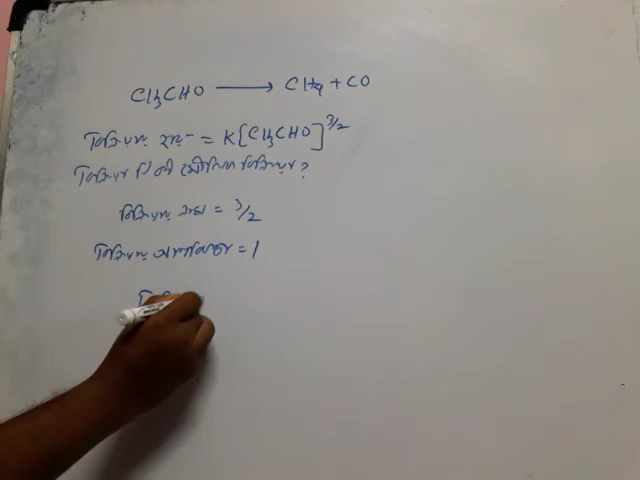 CH₃CHO ⟶ CH₄ + CO
বিক্রিয়ার হার = K[CH₃CHO]^3/2
বিক্রিয়াটি কি মৌলিক বিক্রিয়া?
বিক্রিয়ার ক্রম = 3/2
বিক্রিয়ার আণবিকতা = 1